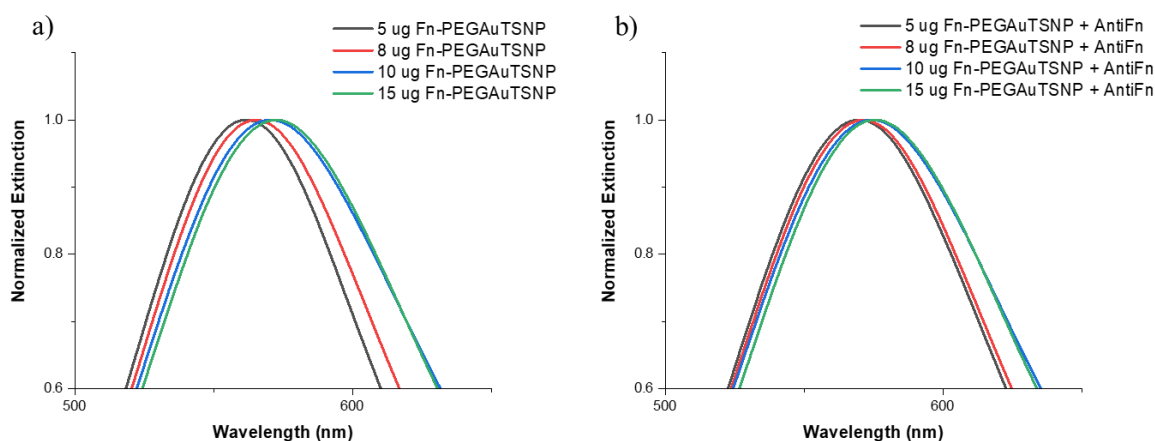 a)
5 ug Fn-PEGAuTSNP
8 ug Fn-PEGAuTSNP
10 ug Fn-PEGAuTSNP
15 ug Fn-PEGAuTSNP
1.0
0.8
0.6
Normalized Extinction
500
600
Wavelength (nm)
b)
5 ug Fn-PEGAuTSNP + AntiFn
8 ug Fn-PEGAuTSNP + AntiFn
10 ug Fn-PEGAuTSNP + AntiFn
15 ug Fn-PEGAuTSNP + AntiFn
1.0
0.8
0.6
Normalized Extinction
500
600
Wavelength (nm)